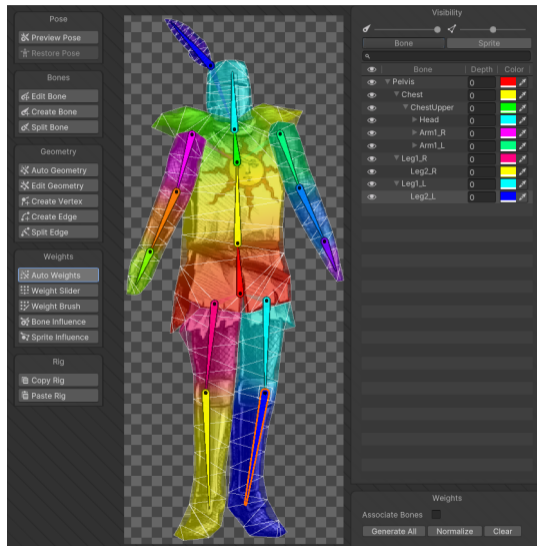 Pose
Preview Pose
Restore Pose
Bones
Edit Bone
Create Bone
Split Bone
Geometry
Auto Geometry
Edit Geometry
Create Vertex
Create Edge
Split Edge
Weights
Auto Weights
Weight Slider
Weight Brush
Bone Influence
Sprite Influence
Rig
Copy Rig
Paste Rig
Visibility
Bone Sprite
Bone Depth Color
Pelvis 0
Chest 0
ChestUpper 0
Head 0
Arm1_R 0
Arm1_L 0
Leg1_R 0
Leg2_R 0
Leg1_L 0
Leg2_L 0
Weights
Associate Bones
Generate All Normalize Clear